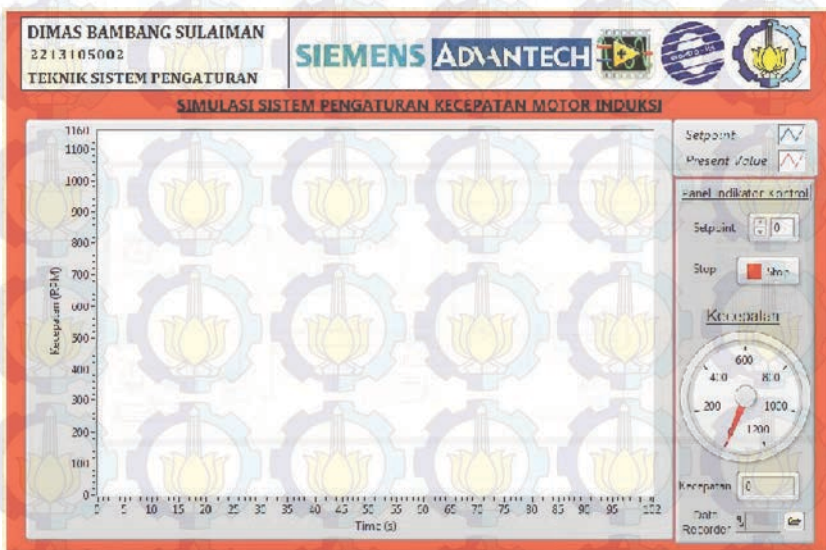 DIMAS BAMBANG SULAIMAN
2213105002
TEKNIK SISTEM PENGATURAN
SIEMENS ADVANTECH
SIMULASI SISTEM PENGATURAN KECEPATAN MOTOR INDUKSI
Setpoint
Present Value
Panel Indikator Kontrol
Setpoint 0
Stop Stop
Kecepatan
600
400 800
200 1000
1200
Kecepatan 0
Data
Recorder
Kecepatan (RPM)
1160
1100
1000
900
800
700
600
500
400
300
200
100
0
0 5 10 15 20 25 30 35 40 45 50 55 60 65 70 75 80 85 90 95 102
Time (s)